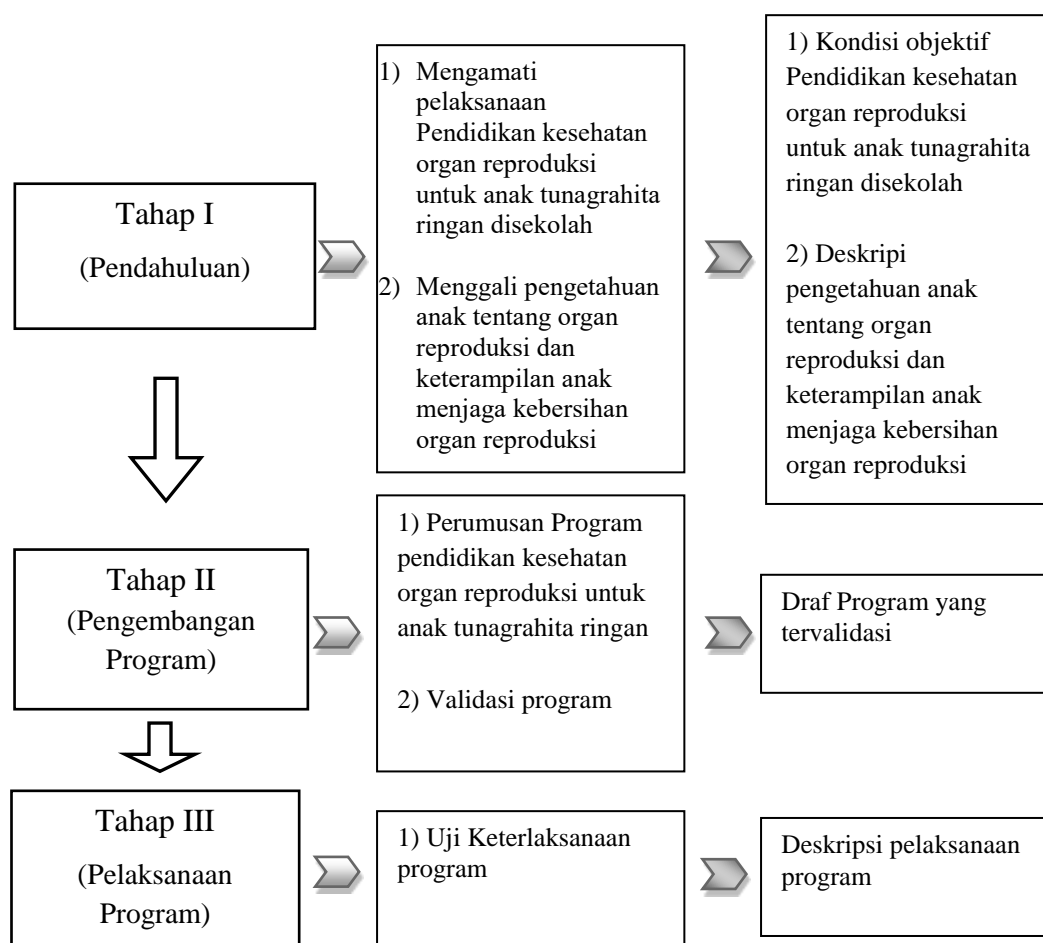 Tahap I
(Pendahuluan)
1) Mengamati
pelaksanaan
Pendidikan kesehatan
organ reproduksi
untuk anak tunagrahita
ringan disekolah
2) Menggali pengetahuan
anak tentang organ
reproduksi dan
keterampilan anak
menjaga kebersihan
organ reproduksi
1) Kondisi objektif
Pendidikan kesehatan
organ reproduksi
untuk anak tunagrahita
ringan disekolah
2) Deskripi
pengetahuan anak
tentang organ
reproduksi dan
keterampilan anak
menjaga kebersihan
organ reproduksi
Tahap II
(Pengembangan
Program)
1) Perumusan Program
pendidikan kesehatan
organ reproduksi untuk
anak tunagrahita ringan
2) Validasi program
Draf Program yang
tervalidasi
Tahap III
(Pelaksanaan
Program)
1) Uji Keterlaksanaan
program
Deskripsi pelaksanaan
program